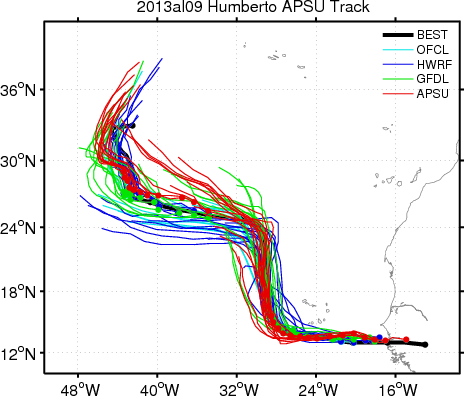 2013al09 Humberto APSU Track
BEST
OFCL
HWRF
GFDL
APSU
36°N
30°N
24°N
18°N
12°N
48°W 40°W 32°W 24°W 16°W